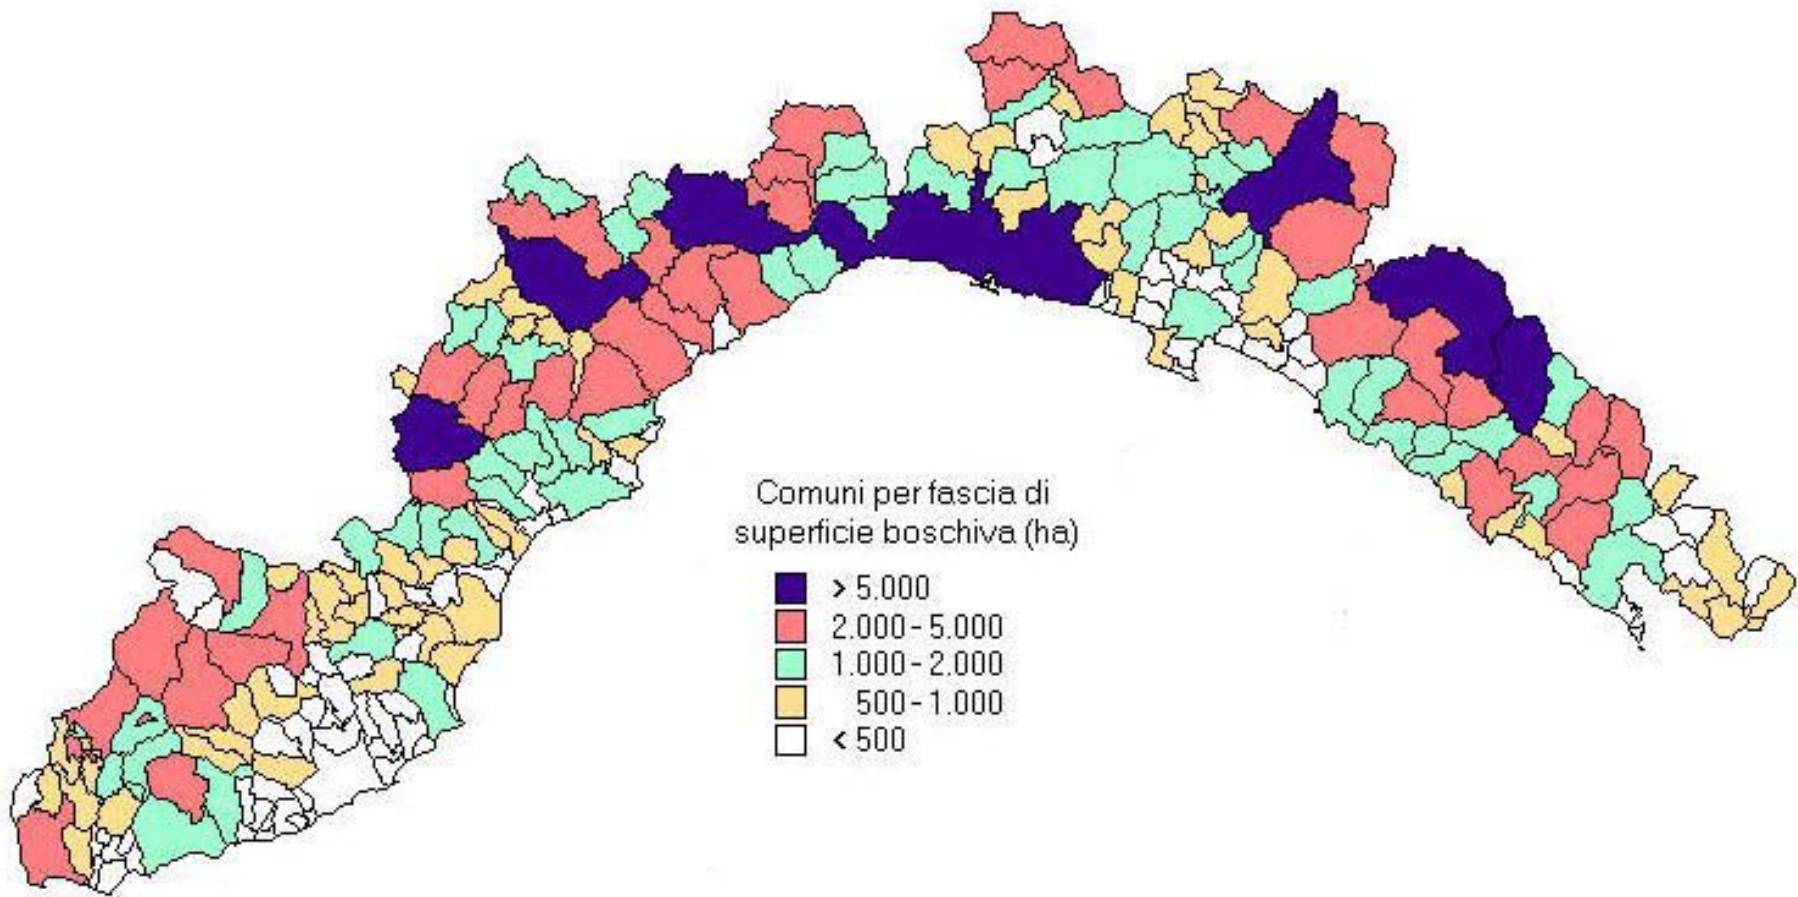 Comuni per fascia di
superficie boschiva (ha)
> 5.000
2.000 - 5.000
1.000 - 2.000
500 - 1.000
< 500